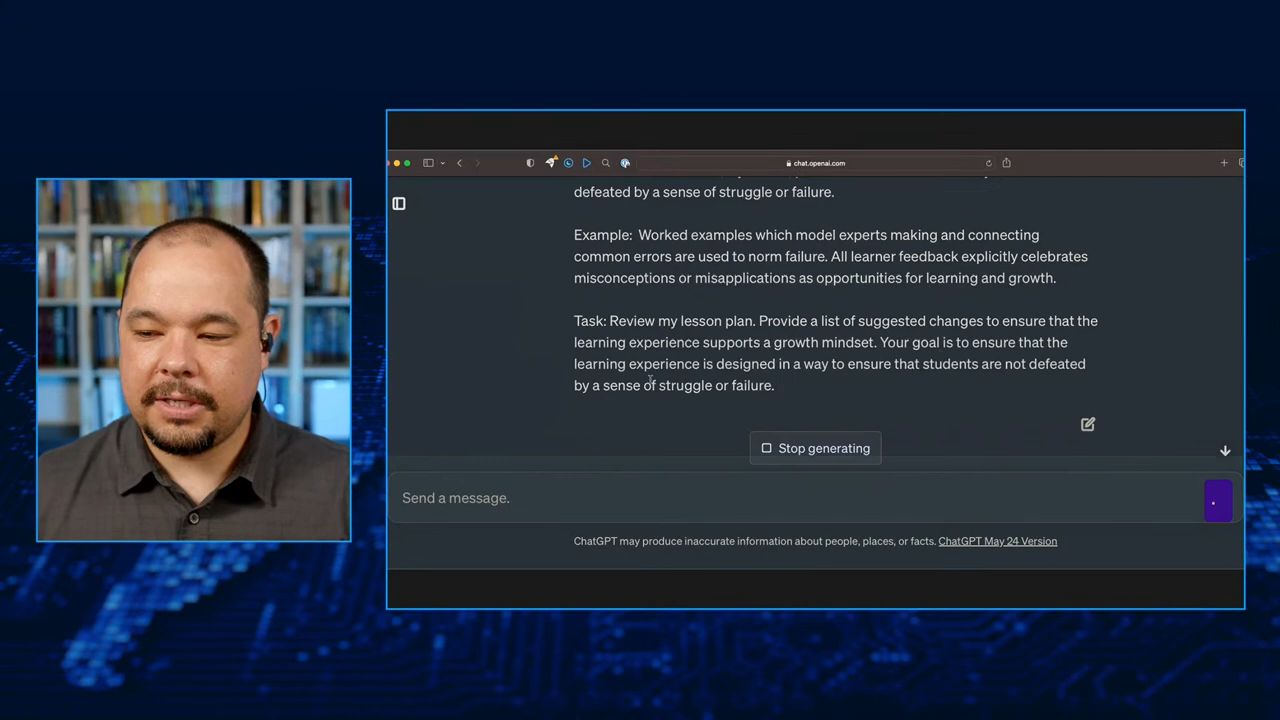 chat.openai.com
defeated by a sense of struggle or failure.
Example: Worked examples which model experts making and connecting
common errors are used to norm failure. All learner feedback explicitly celebrates
misconceptions or misapplications as opportunities for learning and growth.
Task: Review my lesson plan. Provide a list of suggested changes to ensure that the
learning experience supports a growth mindset. Your goal is to ensure that the
learning experience is designed in a way to ensure that students are not defeated
by a sense of struggle or failure.
Stop generating
Send a message.
ChatGPT may produce inaccurate information about people, places, or facts. ChatGPT May 24 Version